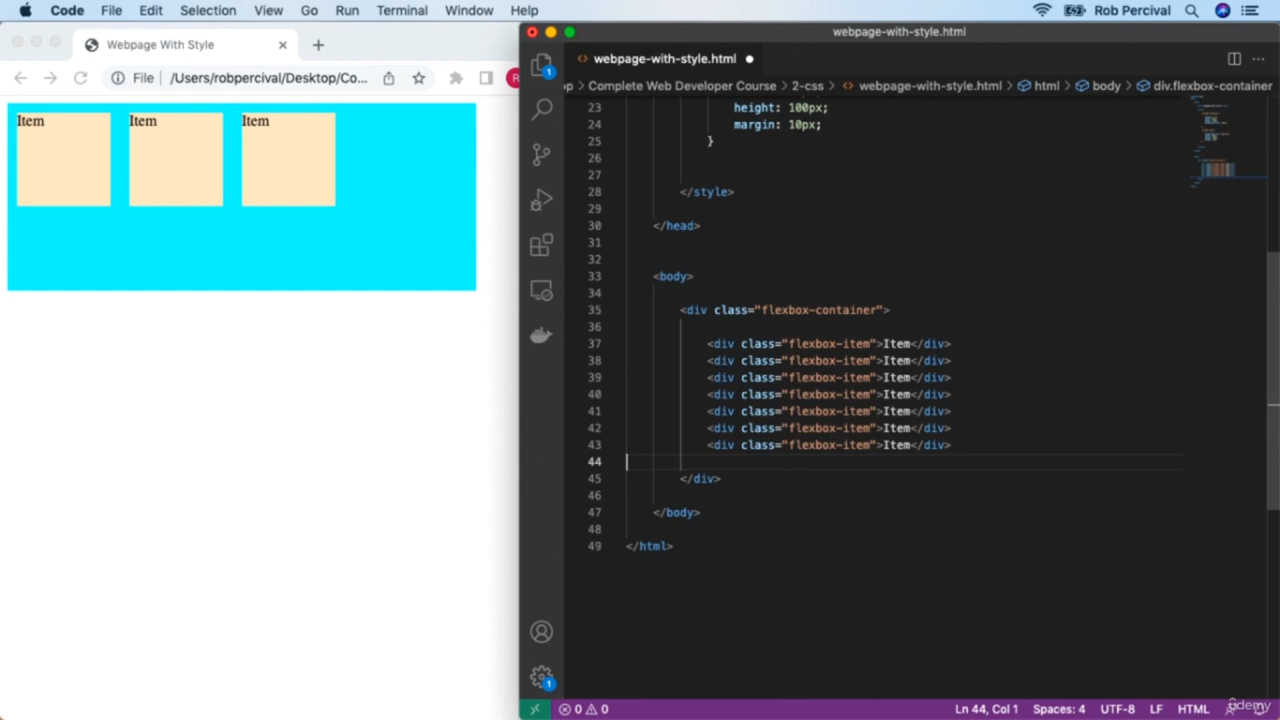 Code File Edit Selection View Go Run Terminal Window Help Rob Percival
Webpage With Style
File /Users/robpercival/Desktop/Co... R
Item Item Item
webpage-with-style.html
webpage-with-style.html
op > Complete Web Developer Course > 2-css > webpage-with-style.html > html > body > div.flexbox-container
23 height: 100px;
24 margin: 10px;
25 }
26
27
28 </style>
29
30 </head>
31
32
33 <body>
34
35 <div class="flexbox-container">
36
37 <div class="flexbox-item">Item</div>
38 <div class="flexbox-item">Item</div>
39 <div class="flexbox-item">Item</div>
40 <div class="flexbox-item">Item</div>
41 <div class="flexbox-item">Item</div>
42 <div class="flexbox-item">Item</div>
43 <div class="flexbox-item">Item</div>
44
45 </div>
46
47 </body>
48
49 </html>
1
1
0 0 Ln 44, Col 1 Spaces: 4 UTF-8 LF HTML
udemy